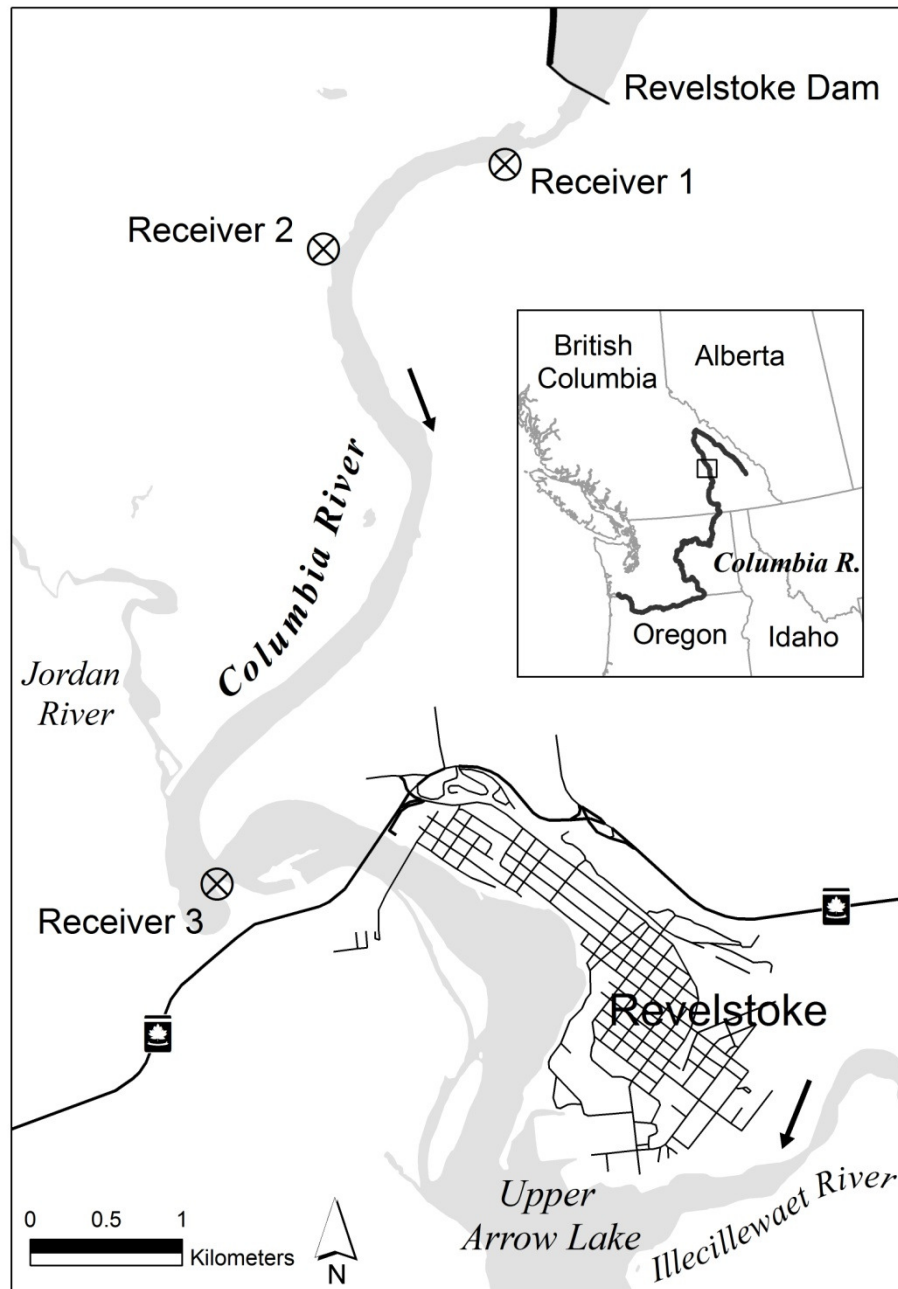 Revelstoke Dam
Receiver 1
Receiver 2
British
Columbia
Alberta
Columbia R.
Oregon
Idaho
Columbia River
Jordan
River
Receiver 3
Revelstoke
Upper
Arrow Lake
Illecillewaet River
0 0.5 1
Kilometers
N